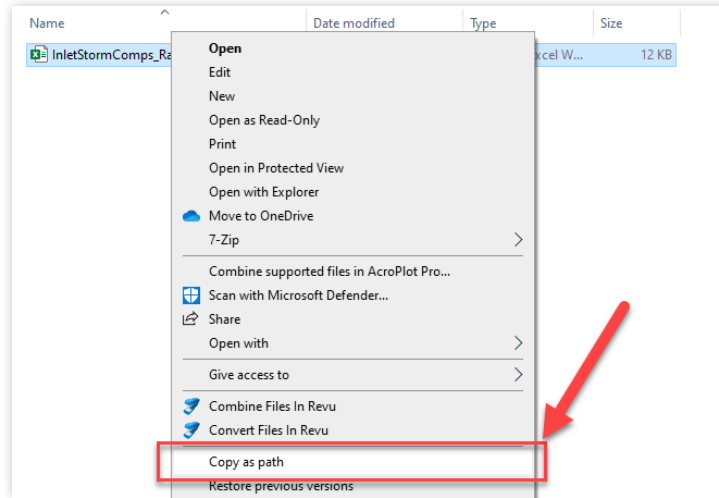 Name Date modified Type Size
InletStormComps_Ra xcel W... 12 KB
Open
Edit
New
Open as Read-Only
Print
Open in Protected View
Open with Explorer
Move to OneDrive
7-Zip
Combine supported files in AcroPlot Pro...
Scan with Microsoft Defender...
Share
Open with
Give access to
Combine Files In Revu
Convert Files In Revu
Copy as path
Restore previous versions